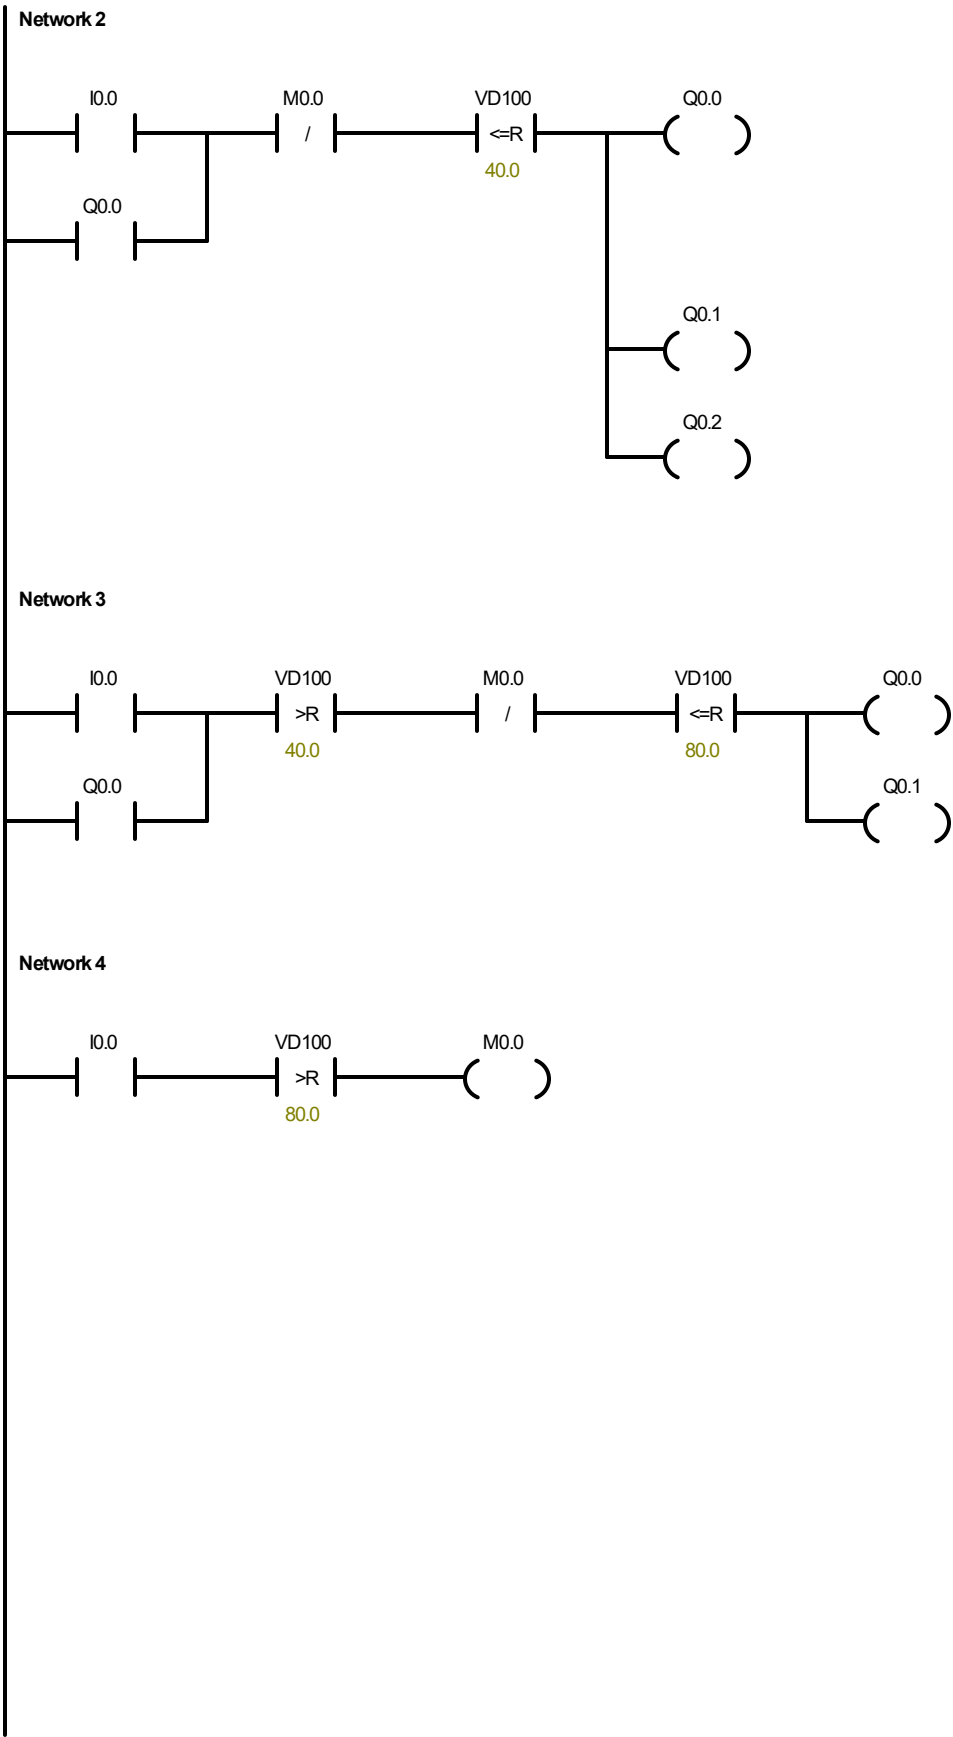 Network 2
I0.0 M0.0 VD100 Q0.0
/ <=R
40.0
Q0.0
Q0.1
Q0.2
Network 3
I0.0 VD100 M0.0 VD100 Q0.0
>R / <=R
40.0 80.0
Q0.0 Q0.1
Network 4
I0.0 VD100 M0.0
>R
80.0